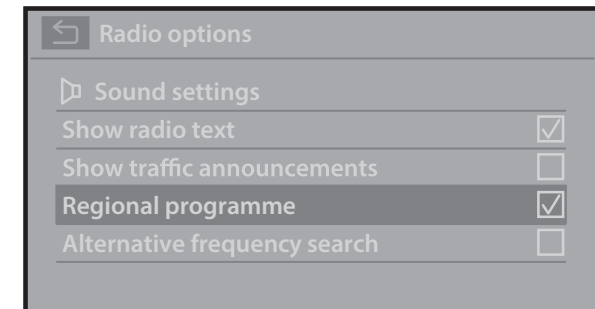 Radio options
Sound settings
Show radio text
Show traffic announcements
Regional programme
Alternative frequency search